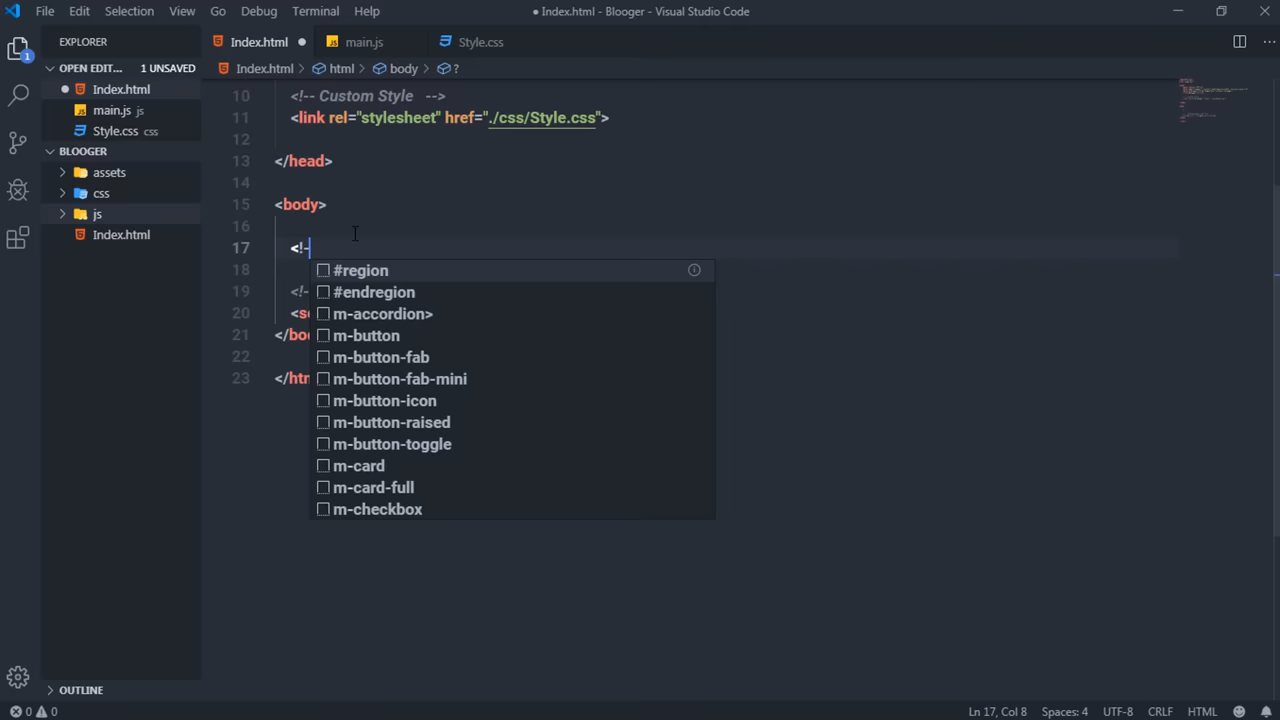 File Edit Selection View Go Debug Terminal Help
● Index.html - Blooger - Visual Studio Code
EXPLORER
Index.html ●
main.js
Style.css
OPEN EDIT... 1 UNSAVED
Index.html
main.js js
Style.css css
BLOOGER
assets
css
js
Index.html
OUTLINE
Index.html > html > body > ?
10 <!-- Custom Style -->
11 <link rel="stylesheet" href="./css/Style.css">
12
13 </head>
14
15 <body>
16
17 <!-
18
19 <!-
20 <s
21 </bo
22
23 </ht
#region
#endregion
m-accordion>
m-button
m-button-fab
m-button-fab-mini
m-button-icon
m-button-raised
m-button-toggle
m-card
m-card-full
m-checkbox
1
0 0
Ln 17, Col 8 Spaces: 4 UTF-8 CRLF HTML